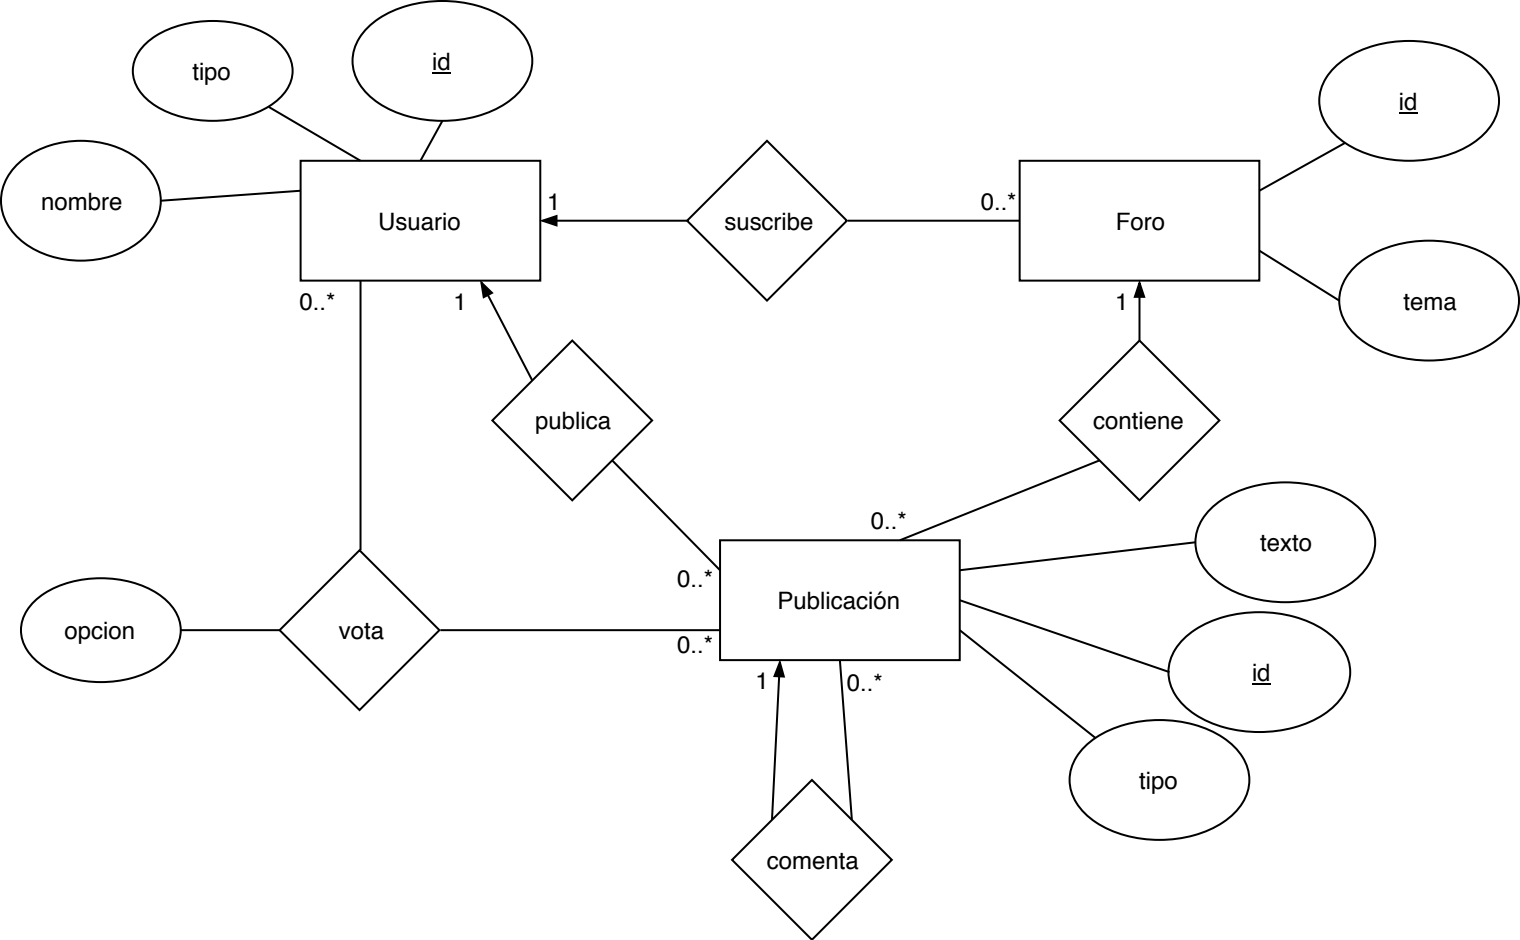 id
tipo
id
nombre
1
0..*
Usuario
suscribe
Foro
0..*
1
1
tema
publica
contiene
0..*
texto
0..*
Publicación
opcion
vota
0..*
id
1
0..*
tipo
comenta